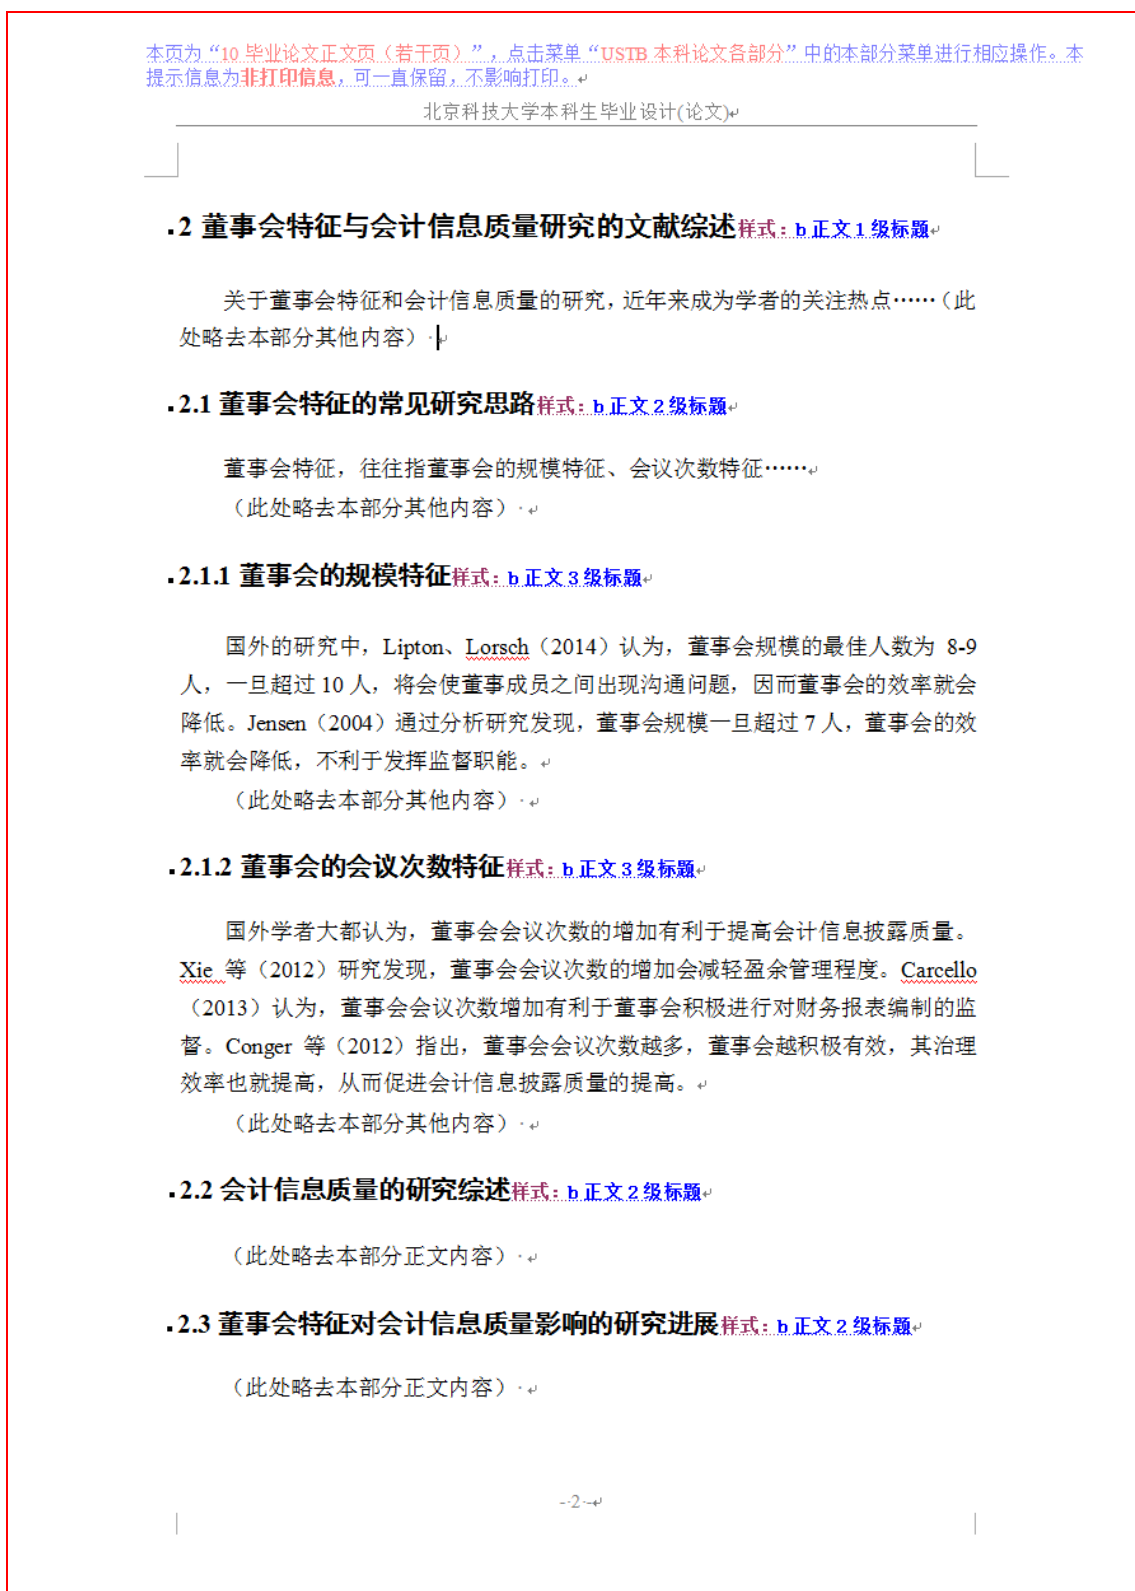 本页为“10 毕业论文正文页（若干页）”，点击菜单“USTB 本科论文各部分”中的本部分菜单进行相应操作。本
提示信息为非打印信息，可一直保留，不影响打印。
北京科技大学本科生毕业设计(论文)
2 董事会特征与会计信息质量研究的文献综述样式：b 正文 1 级标题
关于董事会特征和会计信息质量的研究，近年来成为学者的关注热点……（此
处略去本部分其他内容）
2.1 董事会特征的常见研究思路样式：b 正文 2 级标题
董事会特征，往往指董事会的规模特征、会议次数特征……
（此处略去本部分其他内容）
2.1.1 董事会的规模特征样式：b 正文 3 级标题
国外的研究中，Lipton、Lorsch（2014）认为，董事会规模的最佳人数为 8-9
人，一旦超过 10 人，将会使董事成员之间出现沟通问题，因而董事会的效率就会
降低。Jensen（2004）通过分析研究发现，董事会规模一旦超过 7 人，董事会的效
率就会降低，不利于发挥监督职能。
（此处略去本部分其他内容）
2.1.2 董事会的会议次数特征样式：b 正文 3 级标题
国外学者大都认为，董事会会议次数的增加有利于提高会计信息披露质量。
Xie 等（2012）研究发现，董事会会议次数的增加会减轻盈余管理程度。Carcello
（2013）认为，董事会会议次数增加有利于董事会积极进行对财务报表编制的监
督。Conger 等（2012）指出，董事会会议次数越多，董事会越积极有效，其治理
效率也就提高，从而促进会计信息披露质量的提高。
（此处略去本部分其他内容）
2.2 会计信息质量的研究综述样式：b 正文 2 级标题
（此处略去本部分正文内容）
2.3 董事会特征对会计信息质量影响的研究进展样式：b 正文 2 级标题
（此处略去本部分正文内容）
- 2 -